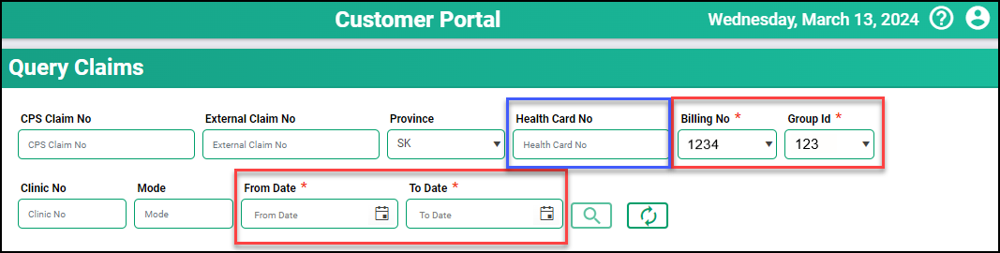 Customer Portal
Wednesday, March 13, 2024
Query Claims
CPS Claim No External Claim No Province Health Card No Billing No * Group Id *
CPS Claim No External Claim No SK Health Card No 1234 123
Clinic No Mode From Date * To Date *
Clinic No Mode From Date To Date